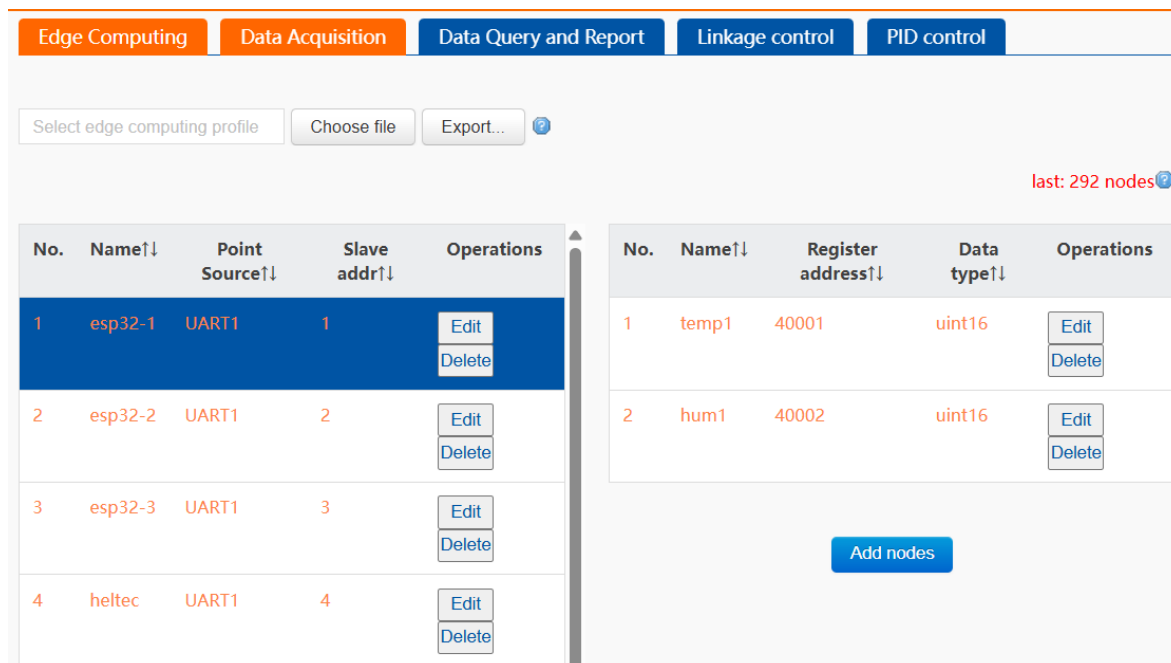 Edge Computing Data Acquisition Data Query and Report Linkage control PID control
Select edge computing profile Choose file Export...
last: 292 nodes
No. Name↑↓ Point Source↑↓ Slave addr↑↓ Operations
1 esp32-1 UART1 1 Edit
Delete
2 esp32-2 UART1 2 Edit
Delete
3 esp32-3 UART1 3 Edit
Delete
4 heltec UART1 4 Edit
Delete
No. Name↑↓ Register address↑↓ Data type↑↓ Operations
1 temp1 40001 uint16 Edit
Delete
2 hum1 40002 uint16 Edit
Delete
Add nodes